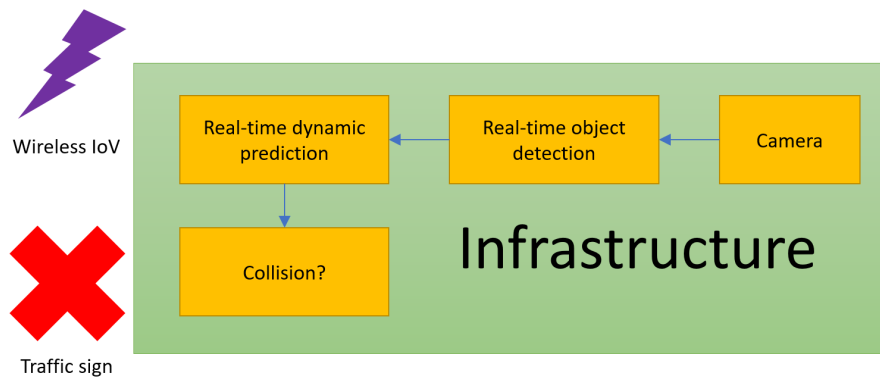 Wireless IoV
Real-time dynamic
prediction
Real-time object
detection
Camera
Collision?
Infrastructure
Traffic sign